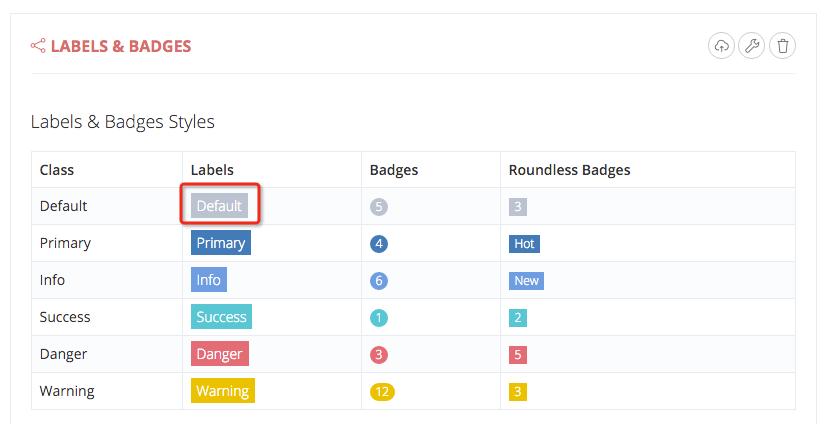 LABELS & BADGES
Labels & Badges Styles
Class Labels Badges Roundless Badges
Default Default 5 3
Primary Primary 4 Hot
Info Info 6 New
Success Success 1 2
Danger Danger 3 5
Warning Warning 12 3